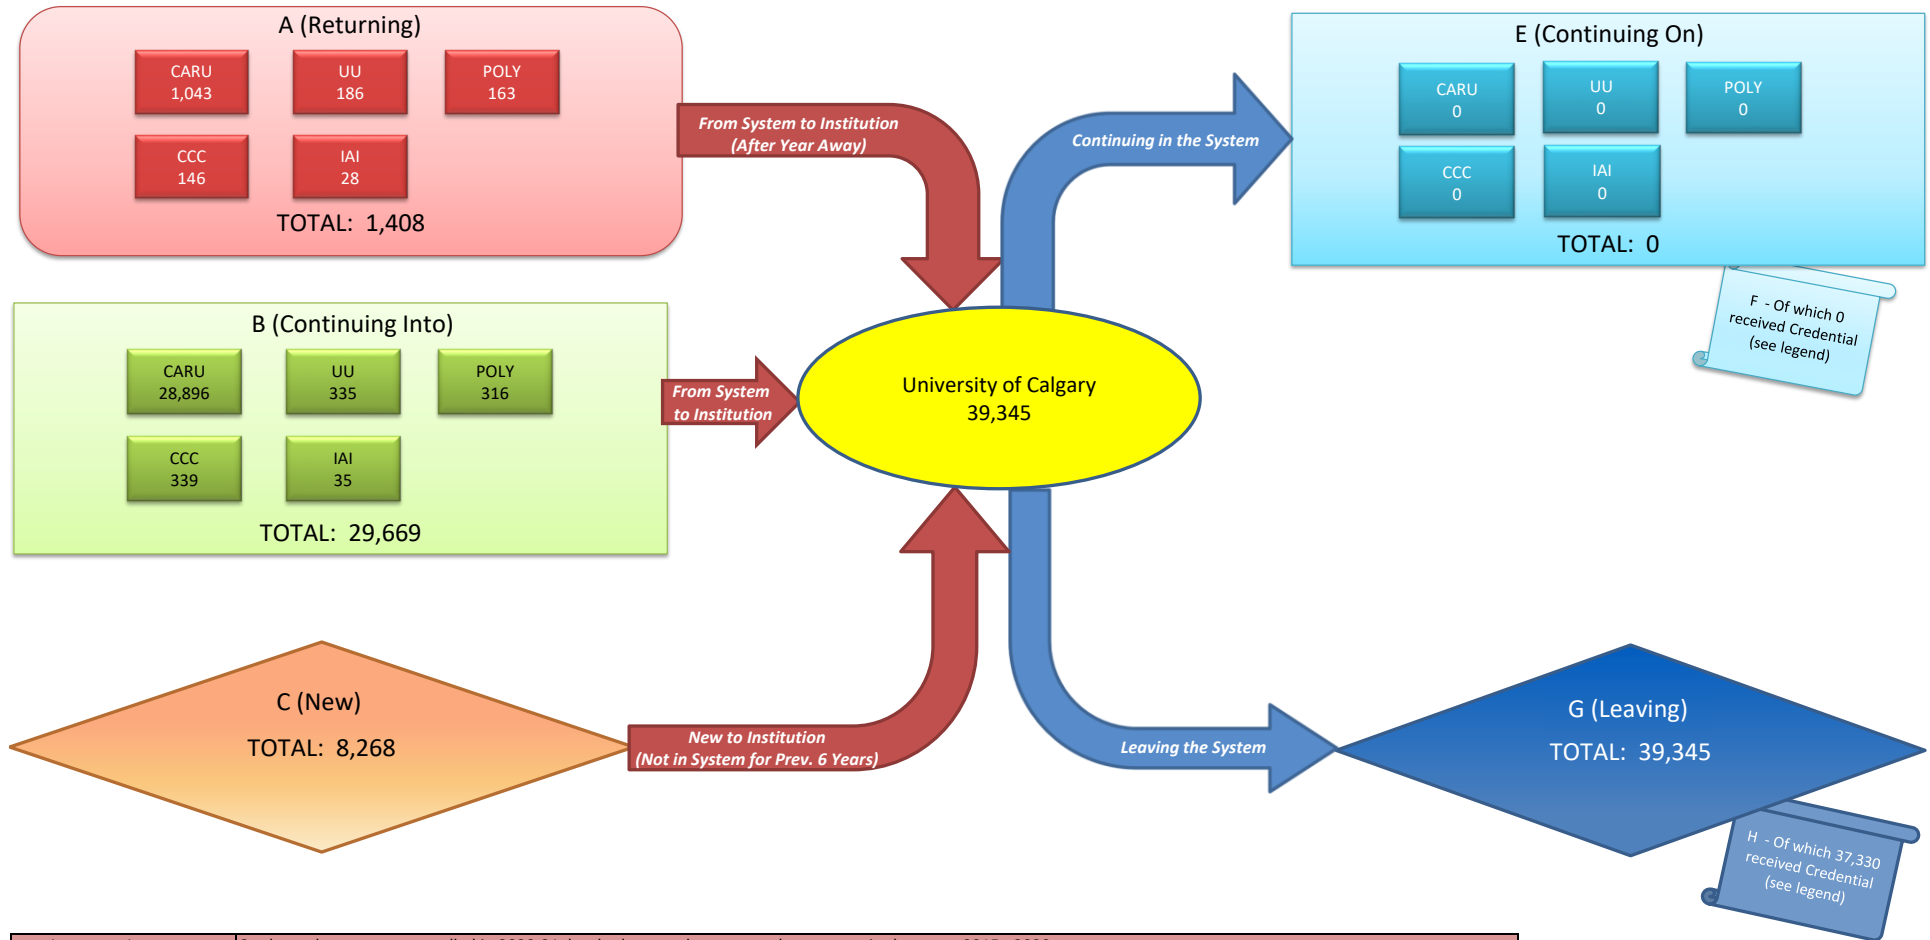 A (Returning)
CARU
1,043
UU
186
POLY
163
CCC
146
IAI
28
TOTAL: 1,408
From System to Institution
(After Year Away)
B (Continuing Into)
CARU
28,896
UU
335
POLY
316
CCC
339
IAI
35
TOTAL: 29,669
From System
to Institution
C (New)
TOTAL: 8,268
New to Institution
(Not in System for Prev. 6 Years)
University of Calgary
39,345
Continuing in the System
E (Continuing On)
CARU
0
UU
0
POLY
0
CCC
0
IAI
0
TOTAL: 0
F - Of which 0
received Credential
(see legend)
Leaving the System
G (Leaving)
TOTAL: 39,345
H - Of which 37,330
received Credential
(see legend)